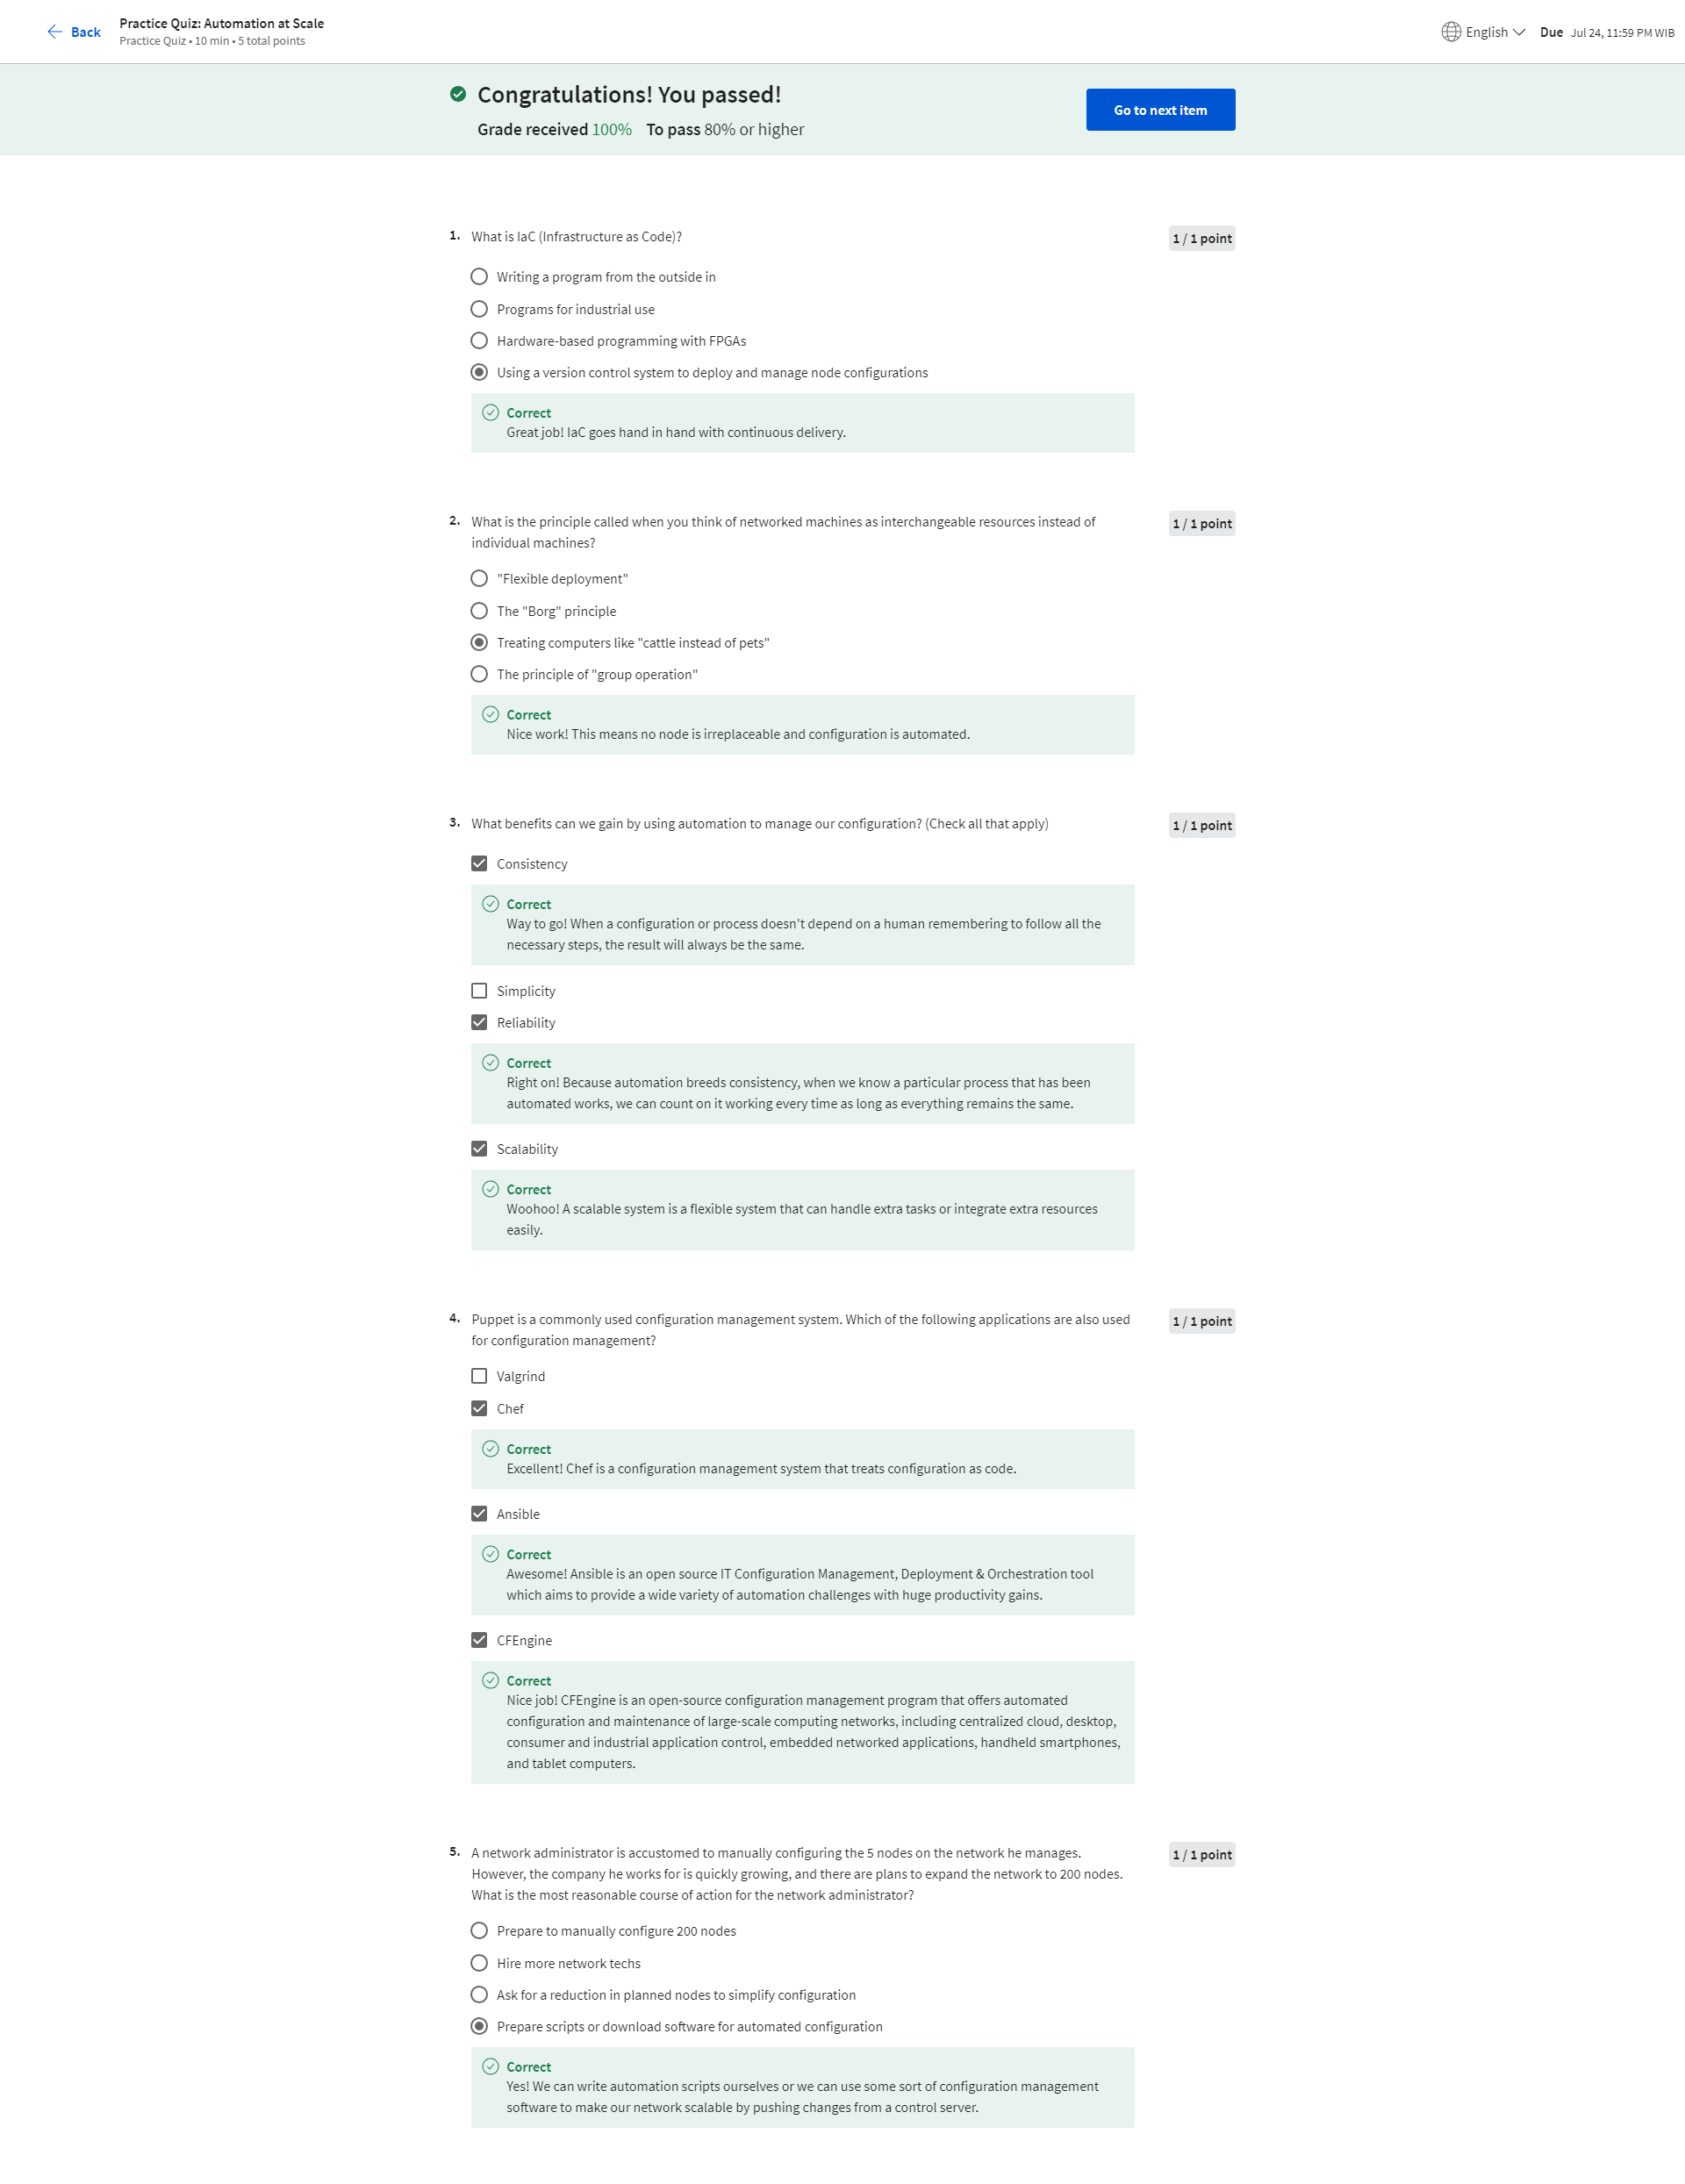 Back
Practice Quiz: Automation at Scale
Practice Quiz • 10 min • 5 total points
English
Due Jul 24, 11:59 PM WIB
Congratulations! You passed!
Grade received 100% To pass 80% or higher
Go to next item
1. What is IaC (Infrastructure as Code)?
1 / 1 point
Writing a program from the outside in
Programs for industrial use
Hardware-based programming with FPGAs
Using a version control system to deploy and manage node configurations
Correct
Great job! IaC goes hand in hand with continuous delivery.
2. What is the principle called when you think of networked machines as interchangeable resources instead of
individual machines?
1 / 1 point
"Flexible deployment"
The "Borg" principle
Treating computers like "cattle instead of pets"
The principle of "group operation"
Correct
Nice work! This means no node is irreplaceable and configuration is automated.
3. What benefits can we gain by using automation to manage our configuration? (Check all that apply)
1 / 1 point
Consistency
Correct
Way to go! When a configuration or process doesn't depend on a human remembering to follow all the
necessary steps, the result will always be the same.
Simplicity
Reliability
Correct
Right on! Because automation breeds consistency, when we know a particular process that has been
automated works, we can count on it working every time as long as everything remains the same.
Scalability
Correct
Woohoo! A scalable system is a flexible system that can handle extra tasks or integrate extra resources
easily.
4. Puppet is a commonly used configuration management system. Which of the following applications are also used
for configuration management?
1 / 1 point
Valgrind
Chef
Correct
Excellent! Chef is a configuration management system that treats configuration as code.
Ansible
Correct
Awesome! Ansible is an open source IT Configuration Management, Deployment & Orchestration tool
which aims to provide a wide variety of automation challenges with huge productivity gains.
CFEngine
Correct
Nice job! CFEngine is an open-source configuration management program that offers automated
configuration and maintenance of large-scale computing networks, including centralized cloud, desktop,
consumer and industrial application control, embedded networked applications, handheld smartphones,
and tablet computers.
5. A network administrator is accustomed to manually configuring the 5 nodes on the network he manages.
However, the company he works for is quickly growing, and there are plans to expand the network to 200 nodes.
What is the most reasonable course of action for the network administrator?
1 / 1 point
Prepare to manually configure 200 nodes
Hire more network techs
Ask for a reduction in planned nodes to simplify configuration
Prepare scripts or download software for automated configuration
Correct
Yes! We can write automation scripts ourselves or we can use some sort of configuration management
software to make our network scalable by pushing changes from a control server.